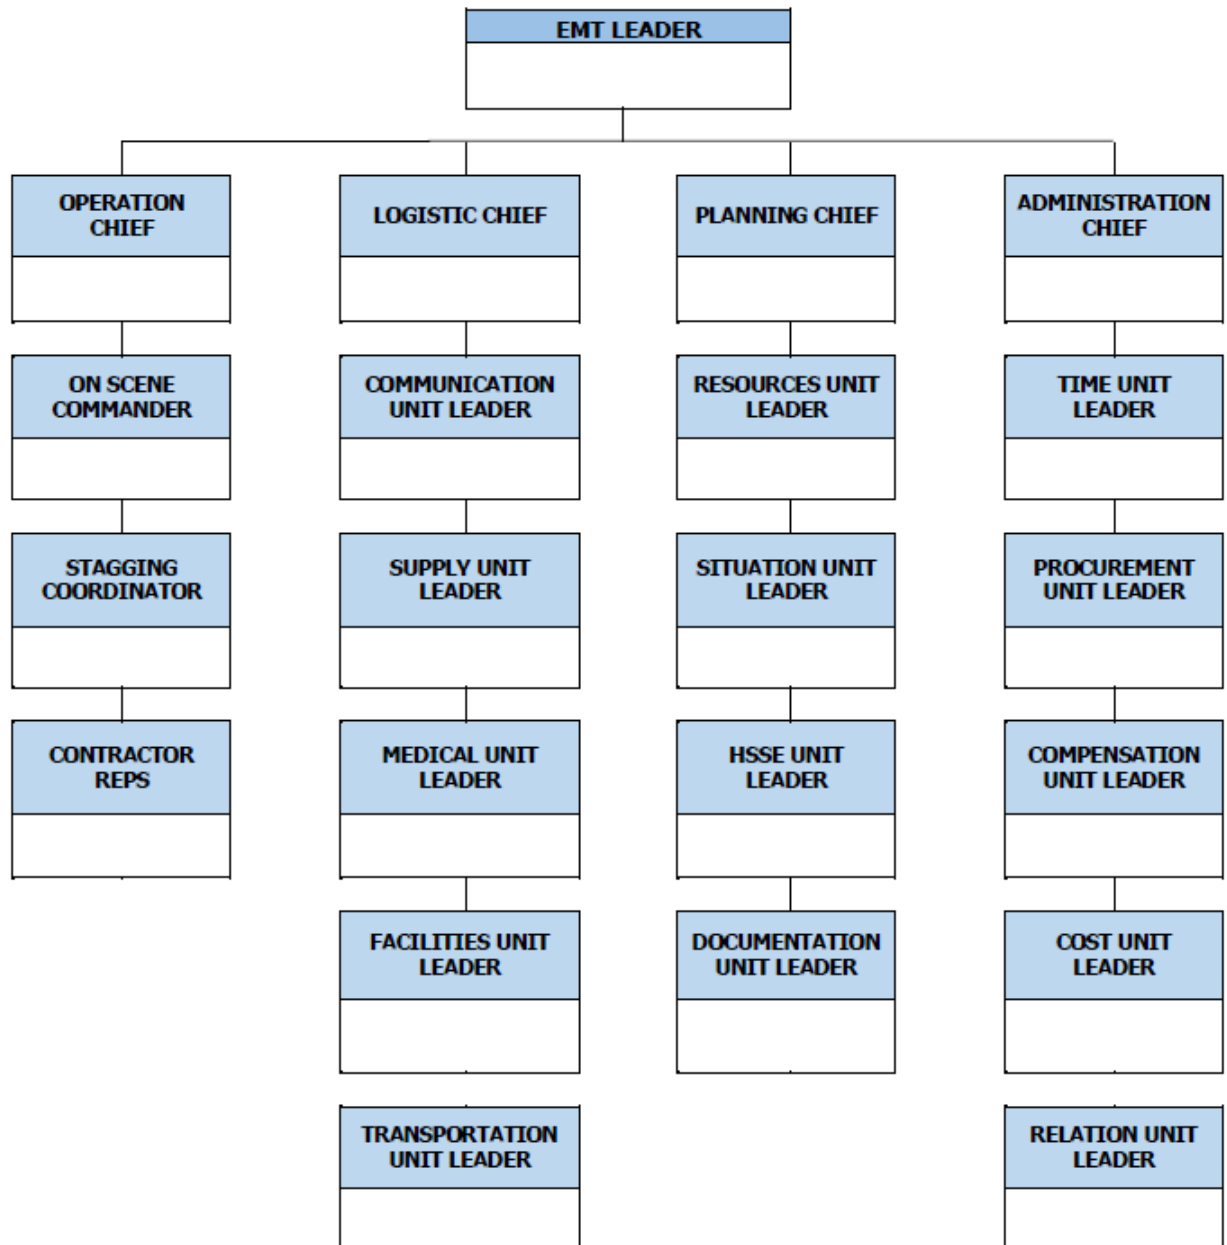 EMT LEADER
OPERATION
CHIEF
LOGISTIC CHIEF
PLANNING CHIEF
ADMINISTRATION
CHIEF
ON SCENE
COMMANDER
COMMUNICATION
UNIT LEADER
RESOURCES UNIT
LEADER
TIME UNIT
LEADER
STAGGING
COORDINATOR
SUPPLY UNIT
LEADER
SITUATION UNIT
LEADER
PROCUREMENT
UNIT LEADER
CONTRACTOR
REPS
MEDICAL UNIT
LEADER
HSSE UNIT
LEADER
COMPENSATION
UNIT LEADER
FACILITIES UNIT
LEADER
DOCUMENTATION
UNIT LEADER
COST UNIT
LEADER
TRANSPORTATION
UNIT LEADER
RELATION UNIT
LEADER